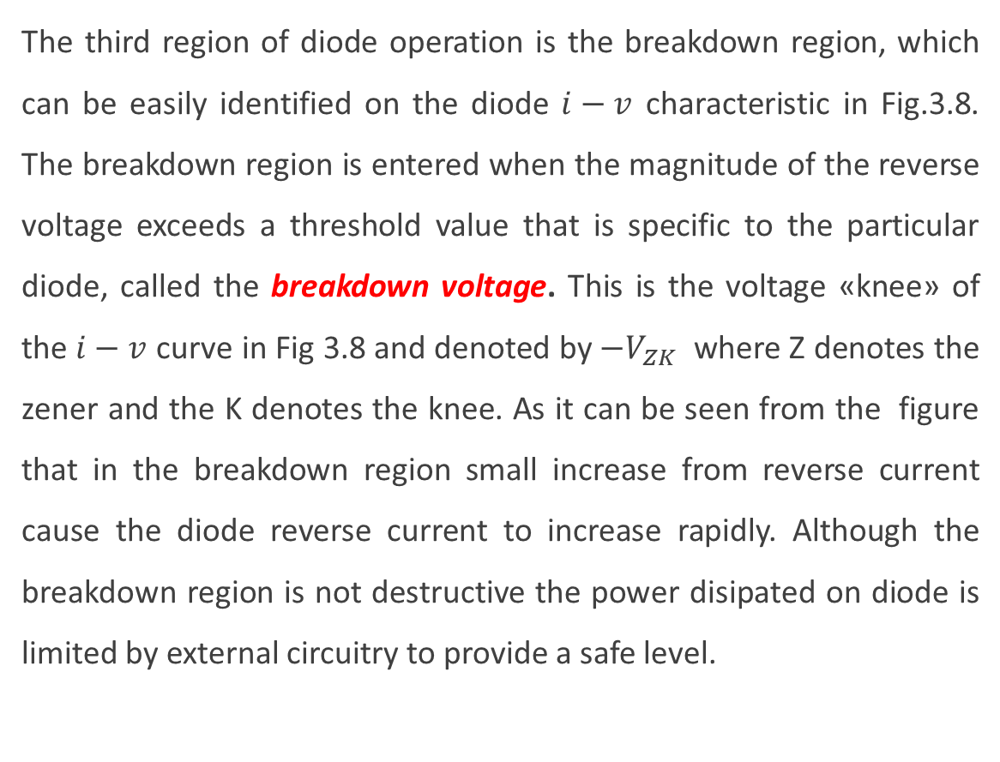 The third region of diode operation is the breakdown region, which
can be easily identified on the diode i − v characteristic in Fig.3.8.
The breakdown region is entered when the magnitude of the reverse
voltage exceeds a threshold value that is specific to the particular
diode, called the breakdown voltage. This is the voltage «knee» of
the i − v curve in Fig 3.8 and denoted by −V_ZK where Z denotes the
zener and the K denotes the knee. As it can be seen from the figure
that in the breakdown region small increase from reverse current
cause the diode reverse current to increase rapidly. Although the
breakdown region is not destructive the power disipated on diode is
limited by external circuitry to provide a safe level.